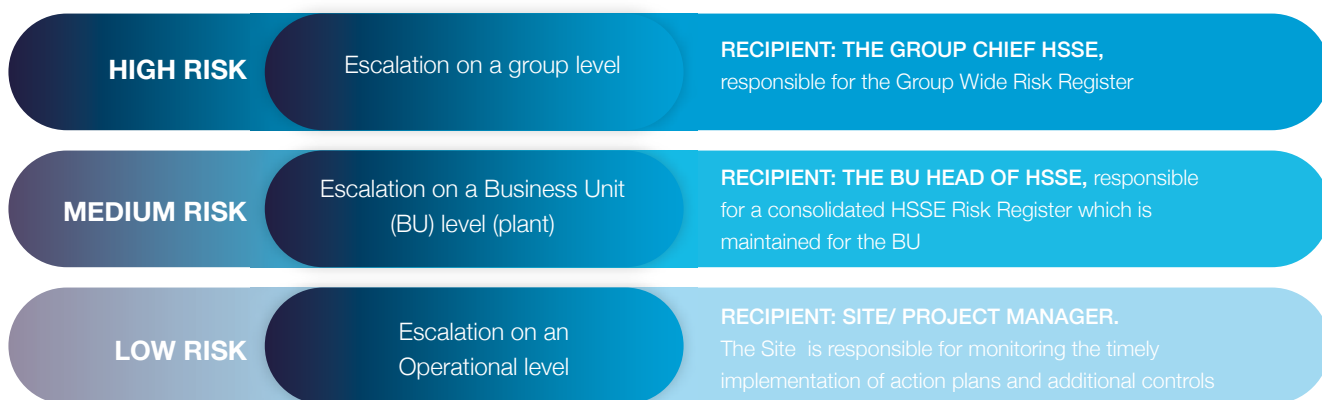 HIGH RISK
Escalation on a group level
RECIPIENT: THE GROUP CHIEF HSSE,
responsible for the Group Wide Risk Register
MEDIUM RISK
Escalation on a Business Unit
(BU) level (plant)
RECIPIENT: THE BU HEAD OF HSSE, responsible
for a consolidated HSSE Risk Register which is
maintained for the BU
LOW RISK
Escalation on an
Operational level
RECIPIENT: SITE/ PROJECT MANAGER.
The Site is responsible for monitoring the timely
implementation of action plans and additional controls